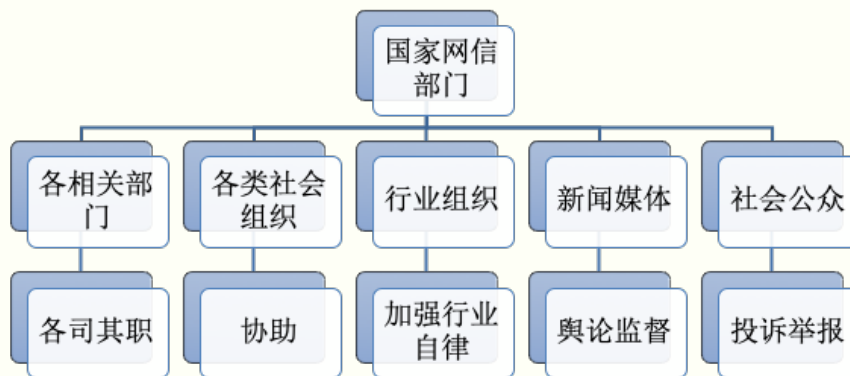 国家网信
部门
各相关部
门
各类社会
组织
行业组织
新闻媒体
社会公众
各司其职
协助
加强行业
自律
舆论监督
投诉举报